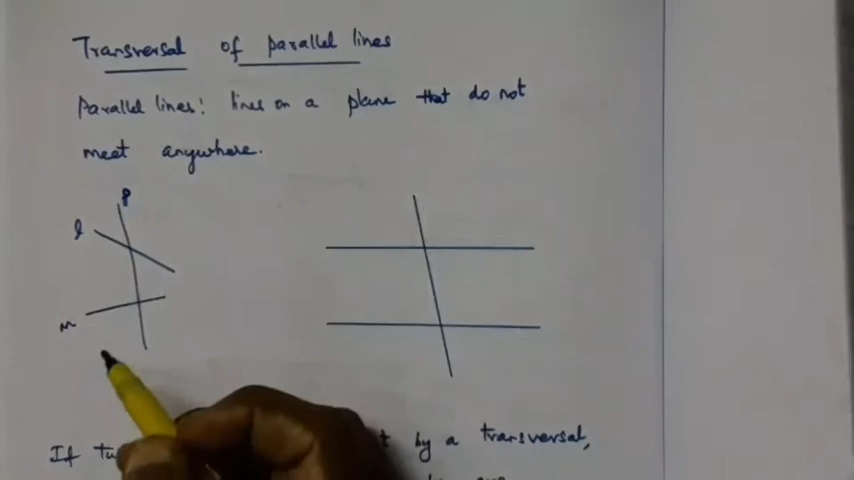 Transversal of parallel lines
Parallel lines: lines on a plane that do not
meet anywhere.
p
l
m
If by a transversal,